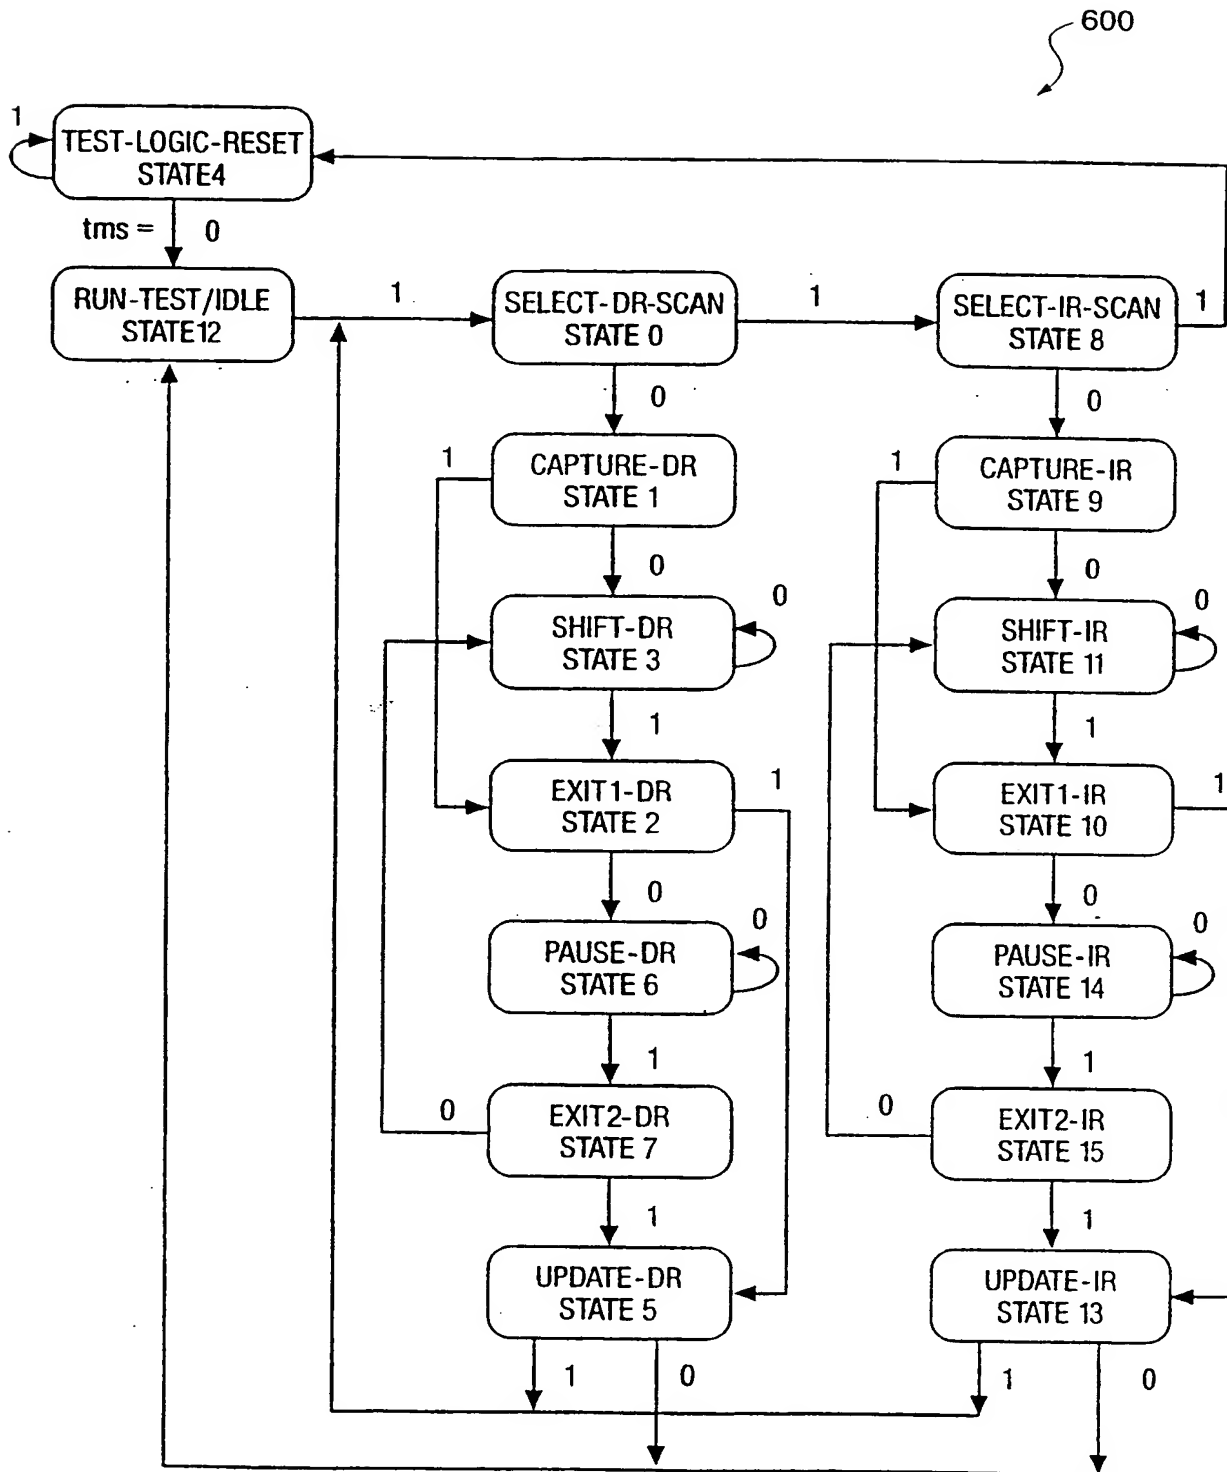 600
1
TEST-LOGIC-RESET
STATE4
tms =
0
RUN-TEST/IDLE
STATE12
1
SELECT-DR-SCAN
STATE 0
1
SELECT-IR-SCAN
STATE 8
1
0
0
1
CAPTURE-DR
STATE 1
1
CAPTURE-IR
STATE 9
0
0
SHIFT-DR
STATE 3
0
SHIFT-IR
STATE 11
0
1
1
EXIT1-DR
STATE 2
1
EXIT1-IR
STATE 10
1
0
0
PAUSE-DR
STATE 6
0
PAUSE-IR
STATE 14
0
1
1
0
EXIT2-DR
STATE 7
0
EXIT2-IR
STATE 15
1
1
UPDATE-DR
STATE 5
UPDATE-IR
STATE 13
1
0
1
0